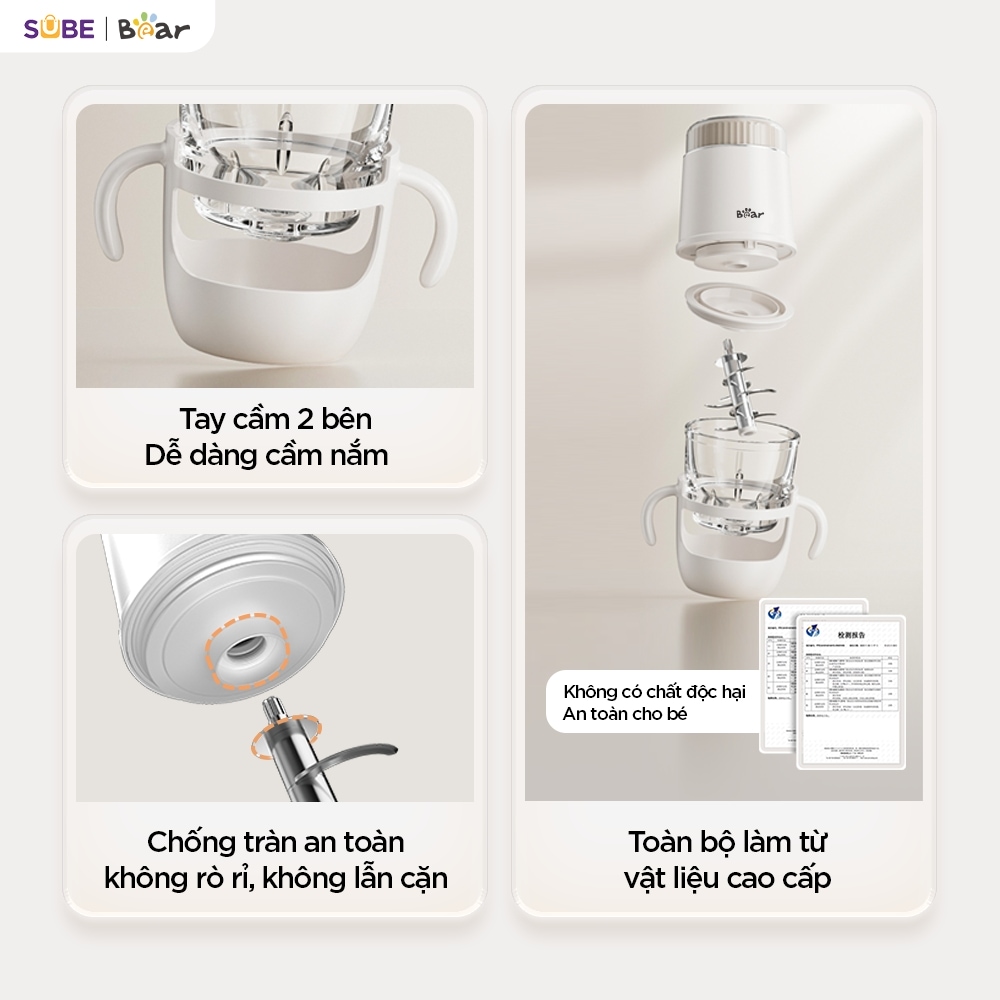 SUBE | Bear
Tay cầm 2 bên
Dễ dàng cầm nắm
Chống tràn an toàn
không rò rỉ, không lẫn cặn
Bear
检测报告
Không có chất độc hại
An toàn cho bé
Toàn bộ làm từ
vật liệu cao cấp